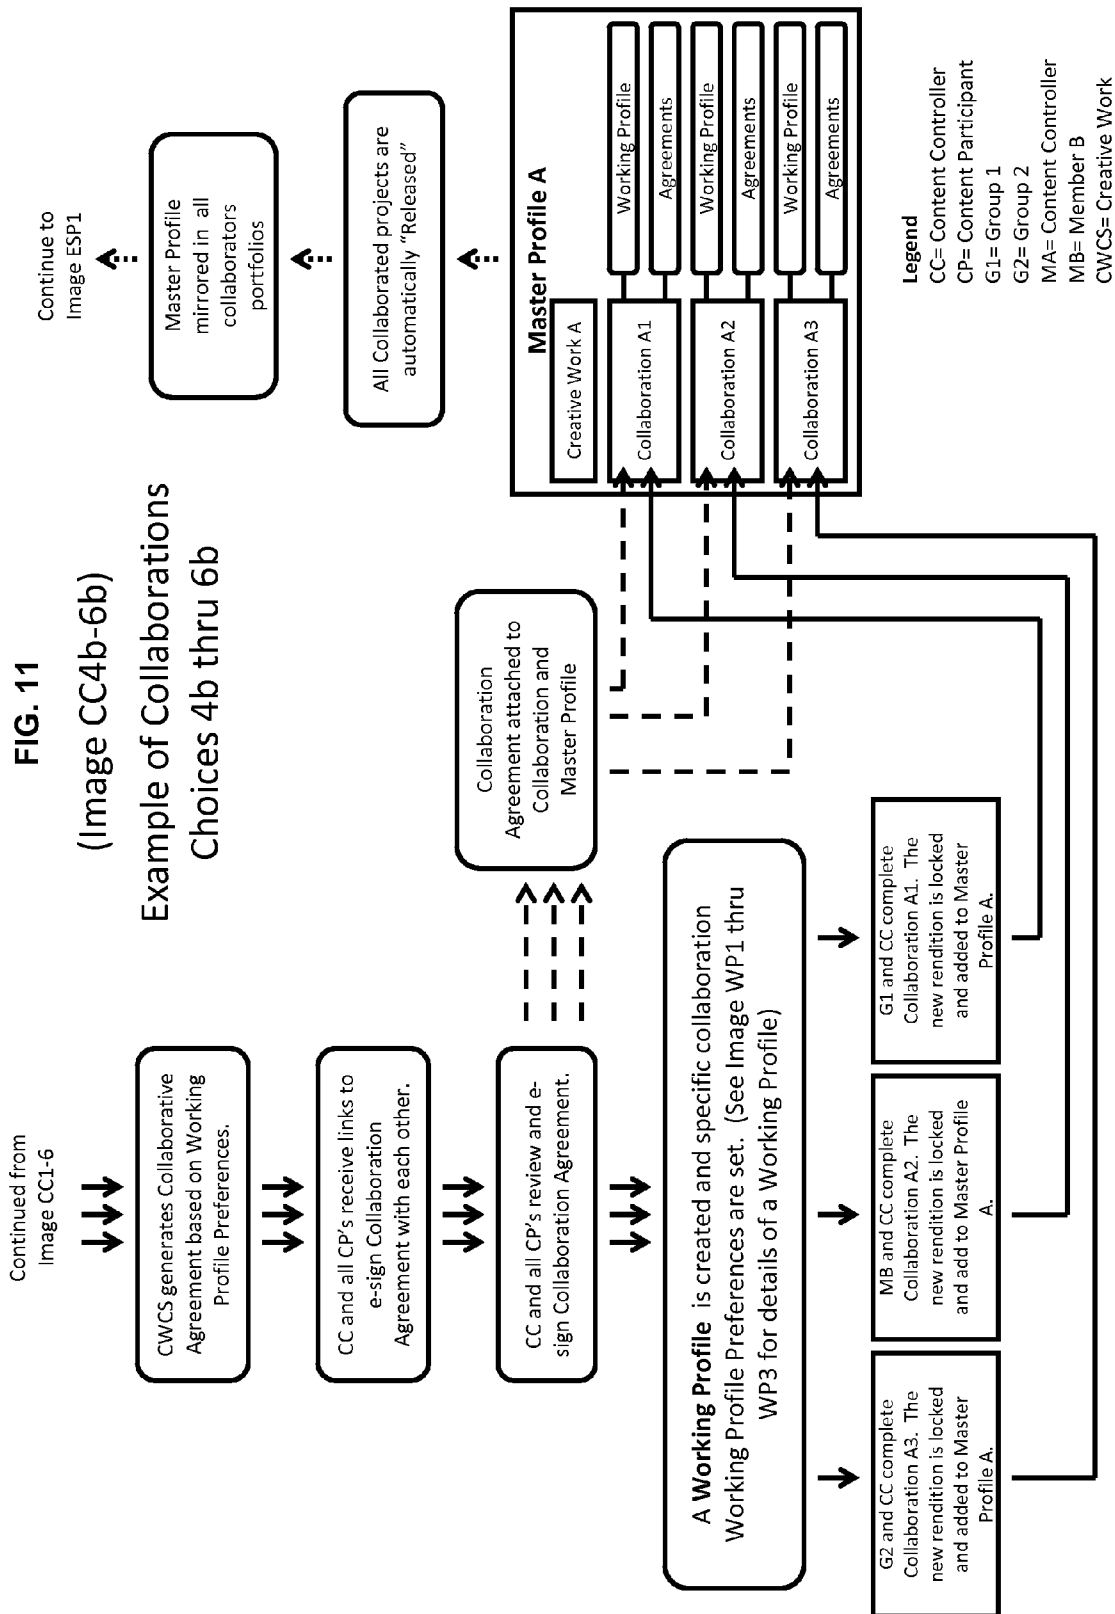 FIG. 11
(Image CC4b-6b)
Example of Collaborations
Choices 4b thru 6b
Continued from
Image CC1-6
CWCS generates Collaborative
Agreement based on Working
Profile Preferences.
CC and all CP's receive links to
e-sign Collaboration
Agreement with each other.
CC and all CP's review and e-
sign Collaboration Agreement.
Collaboration
Agreement attached to
Collaboration and
Master Profile
A Working Profile is created and specific collaboration
Working Profile Preferences are set. (See Image WP1 thru
WP3 for details of a Working Profile)
G2 and CC complete
Collaboration A3. The
new rendition is locked
and added to Master
Profile A.
MB and CC complete
Collaboration A2. The
new rendition is locked
and add to Master Profile
A.
G1 and CC complete
Collaboration A1. The
new rendition is locked
and added to Master
Profile A.
Continue to
Image ESP1
Master Profile
mirrored in all
collaborators
portfolios
All Collaborated projects are
automatically "Released"
Master Profile A
Creative Work A
Collaboration A1
Working Profile
Agreements
Collaboration A2
Working Profile
Agreements
Collaboration A3
Working Profile
Agreements
Legend
CC= Content Controller
CP= Content Participant
G1= Group 1
G2= Group 2
MA= Content Controller
MB= Member B
CWCS= Creative Work